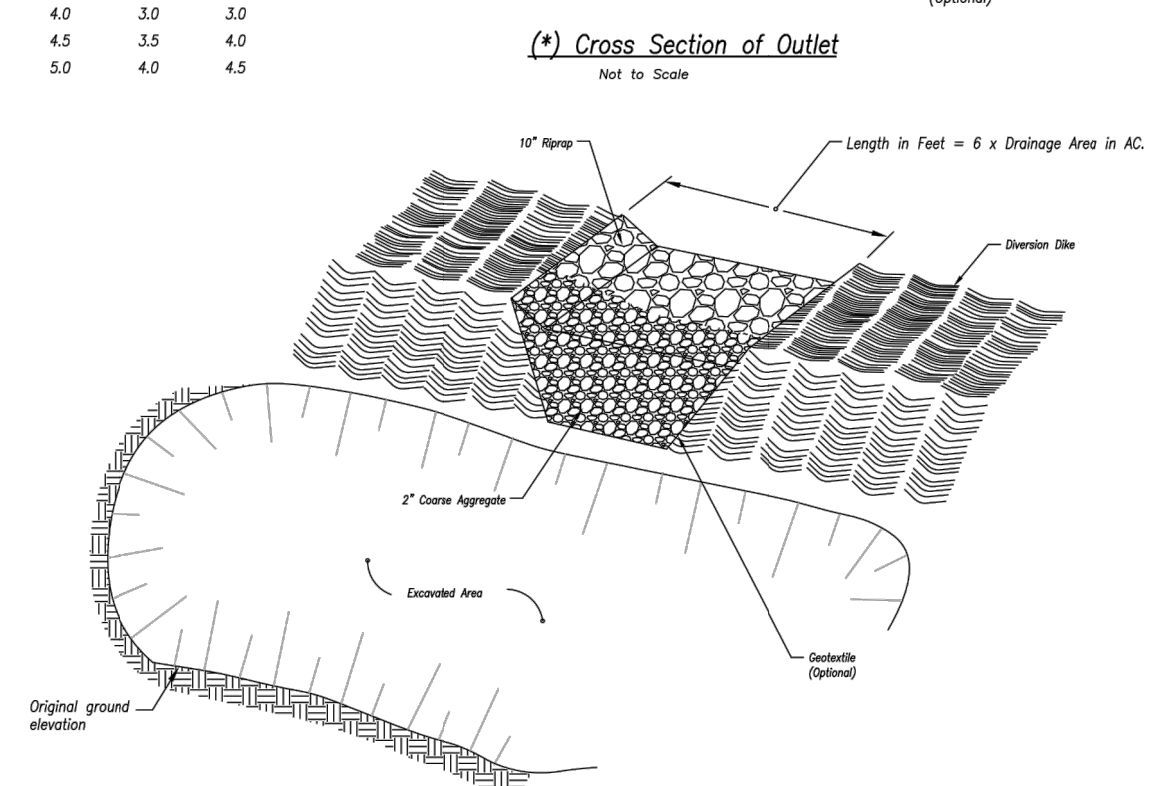 (Optional)
4.0 3.0 3.0
4.5 3.5 4.0
5.0 4.0 4.5
(*) Cross Section of Outlet
Not to Scale
10" Riprap
Length in Feet = 6 x Drainage Area in AC.
Diversion Dike
2" Coarse Aggregate
Excavated Area
Geotextile
(Optional)
Original ground
elevation